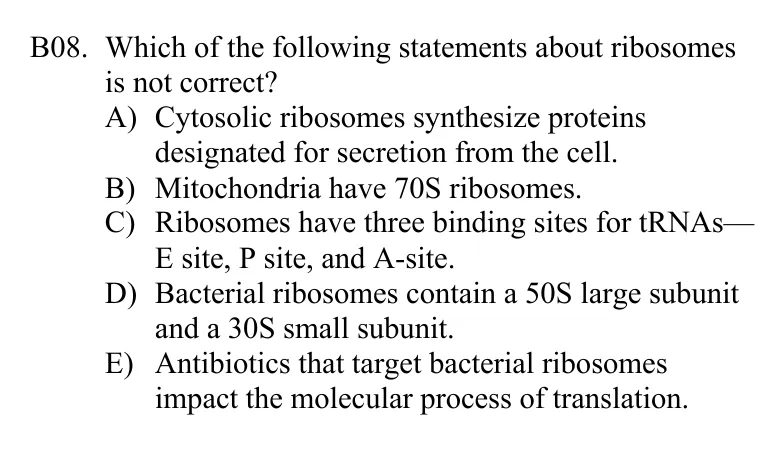 B08. Which of the following statements about ribosomes
is not correct?
A) Cytosolic ribosomes synthesize proteins
designated for secretion from the cell.
B) Mitochondria have 70S ribosomes.
C) Ribosomes have three binding sites for tRNAs—
E site, P site, and A-site.
D) Bacterial ribosomes contain a 50S large subunit
and a 30S small subunit.
E) Antibiotics that target bacterial ribosomes
impact the molecular process of translation.